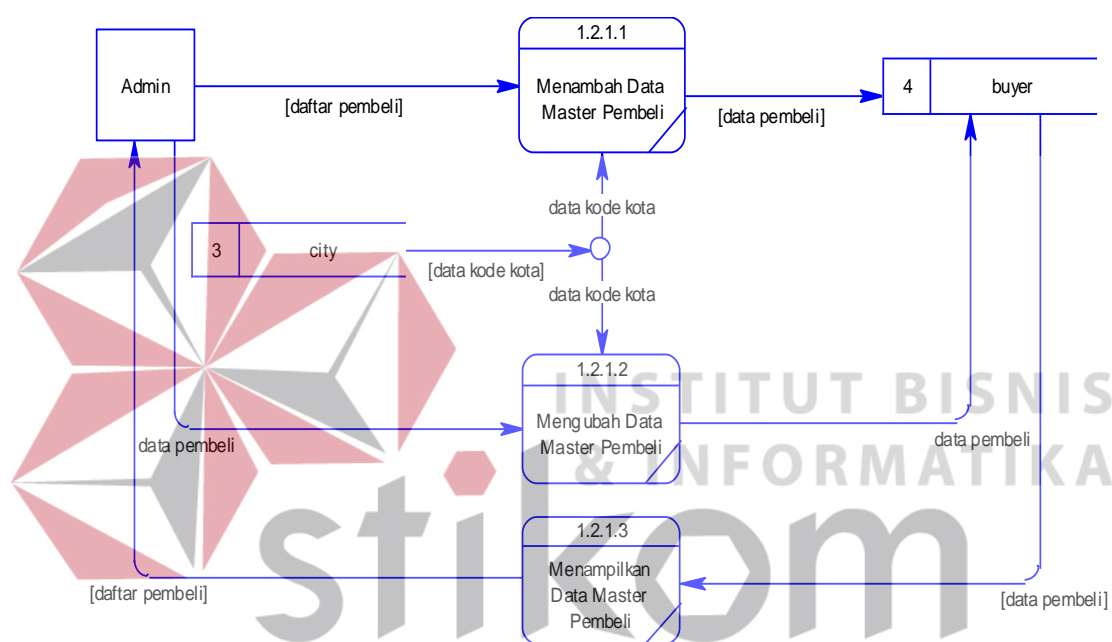 1.2.1.1
Admin
Menambah Data
Master Pembeli
4
buyer
[daftar pembeli]
[data pembeli]
data kode kota
3
city
[data kode kota]
data kode kota
1.2.1.2
INSTITUT BISNIS
Mengubah Data
Master Pembeli
data pembeli
data pembeli
& INFORMATIKA
stikom
1.2.1.3
Menampilkan
Data Master
Pembeli
[daftar pembeli]
[data pembeli]